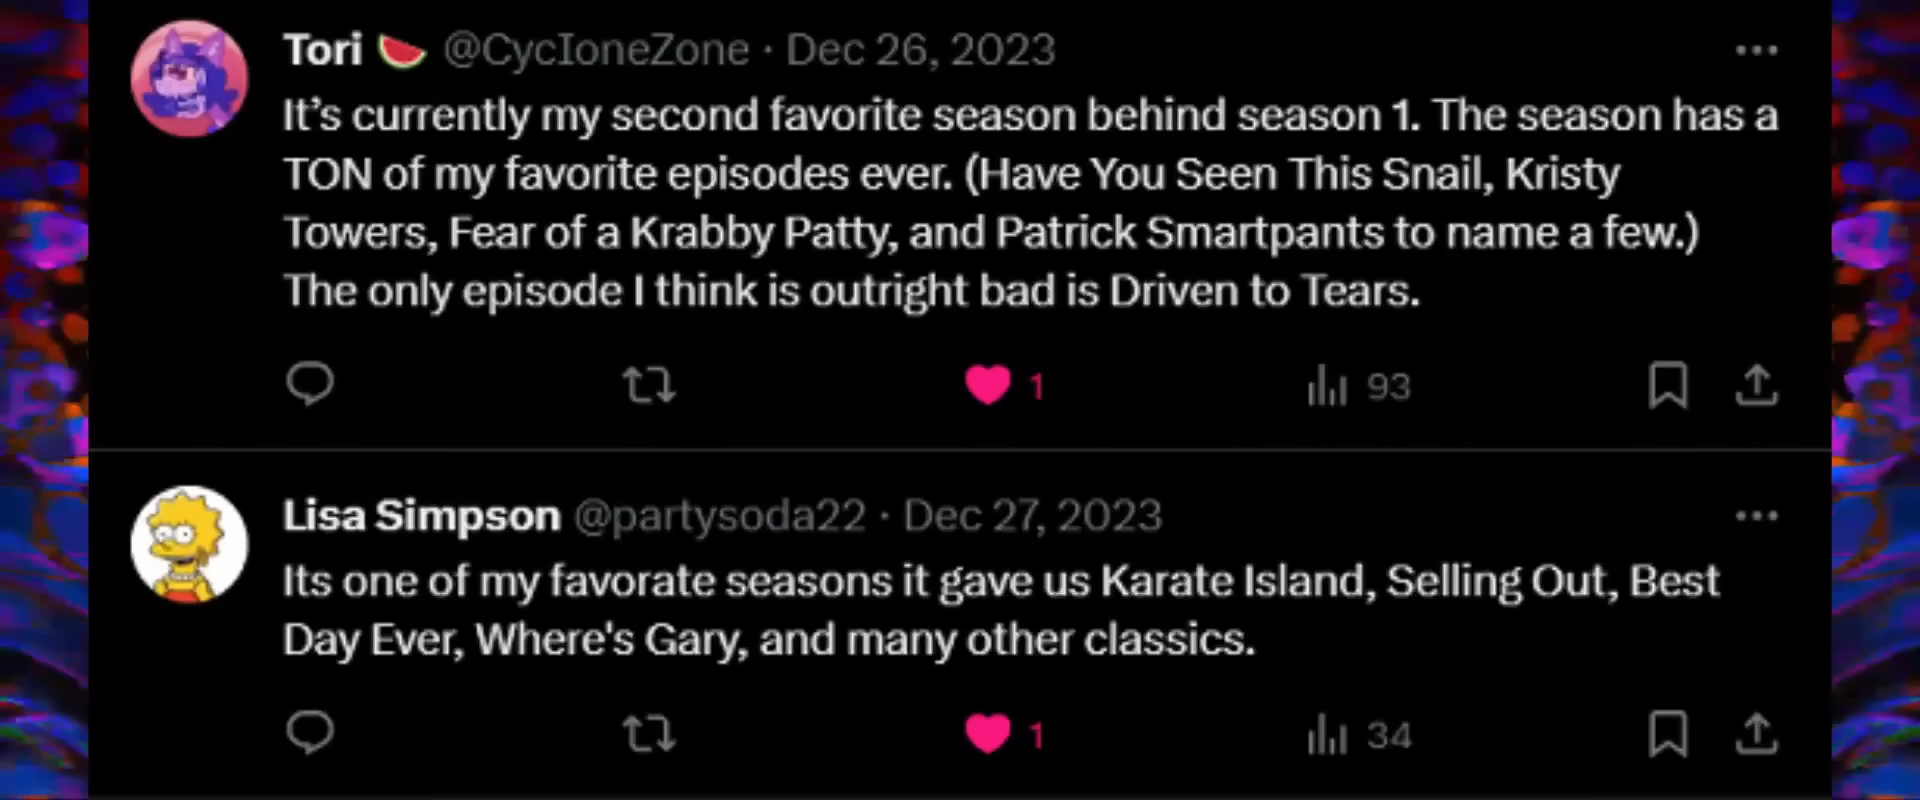 Tori 🍉 @CycIoneZone · Dec 26, 2023
It’s currently my second favorite season behind season 1. The season has a
TON of my favorite episodes ever. (Have You Seen This Snail, Kristy
Towers, Fear of a Krabby Patty, and Patrick Smartpants to name a few.)
The only episode I think is outright bad is Driven to Tears.
1 93
Lisa Simpson @partysoda22 · Dec 27, 2023
Its one of my favorate seasons it gave us Karate Island, Selling Out, Best
Day Ever, Where's Gary, and many other classics.
1 34